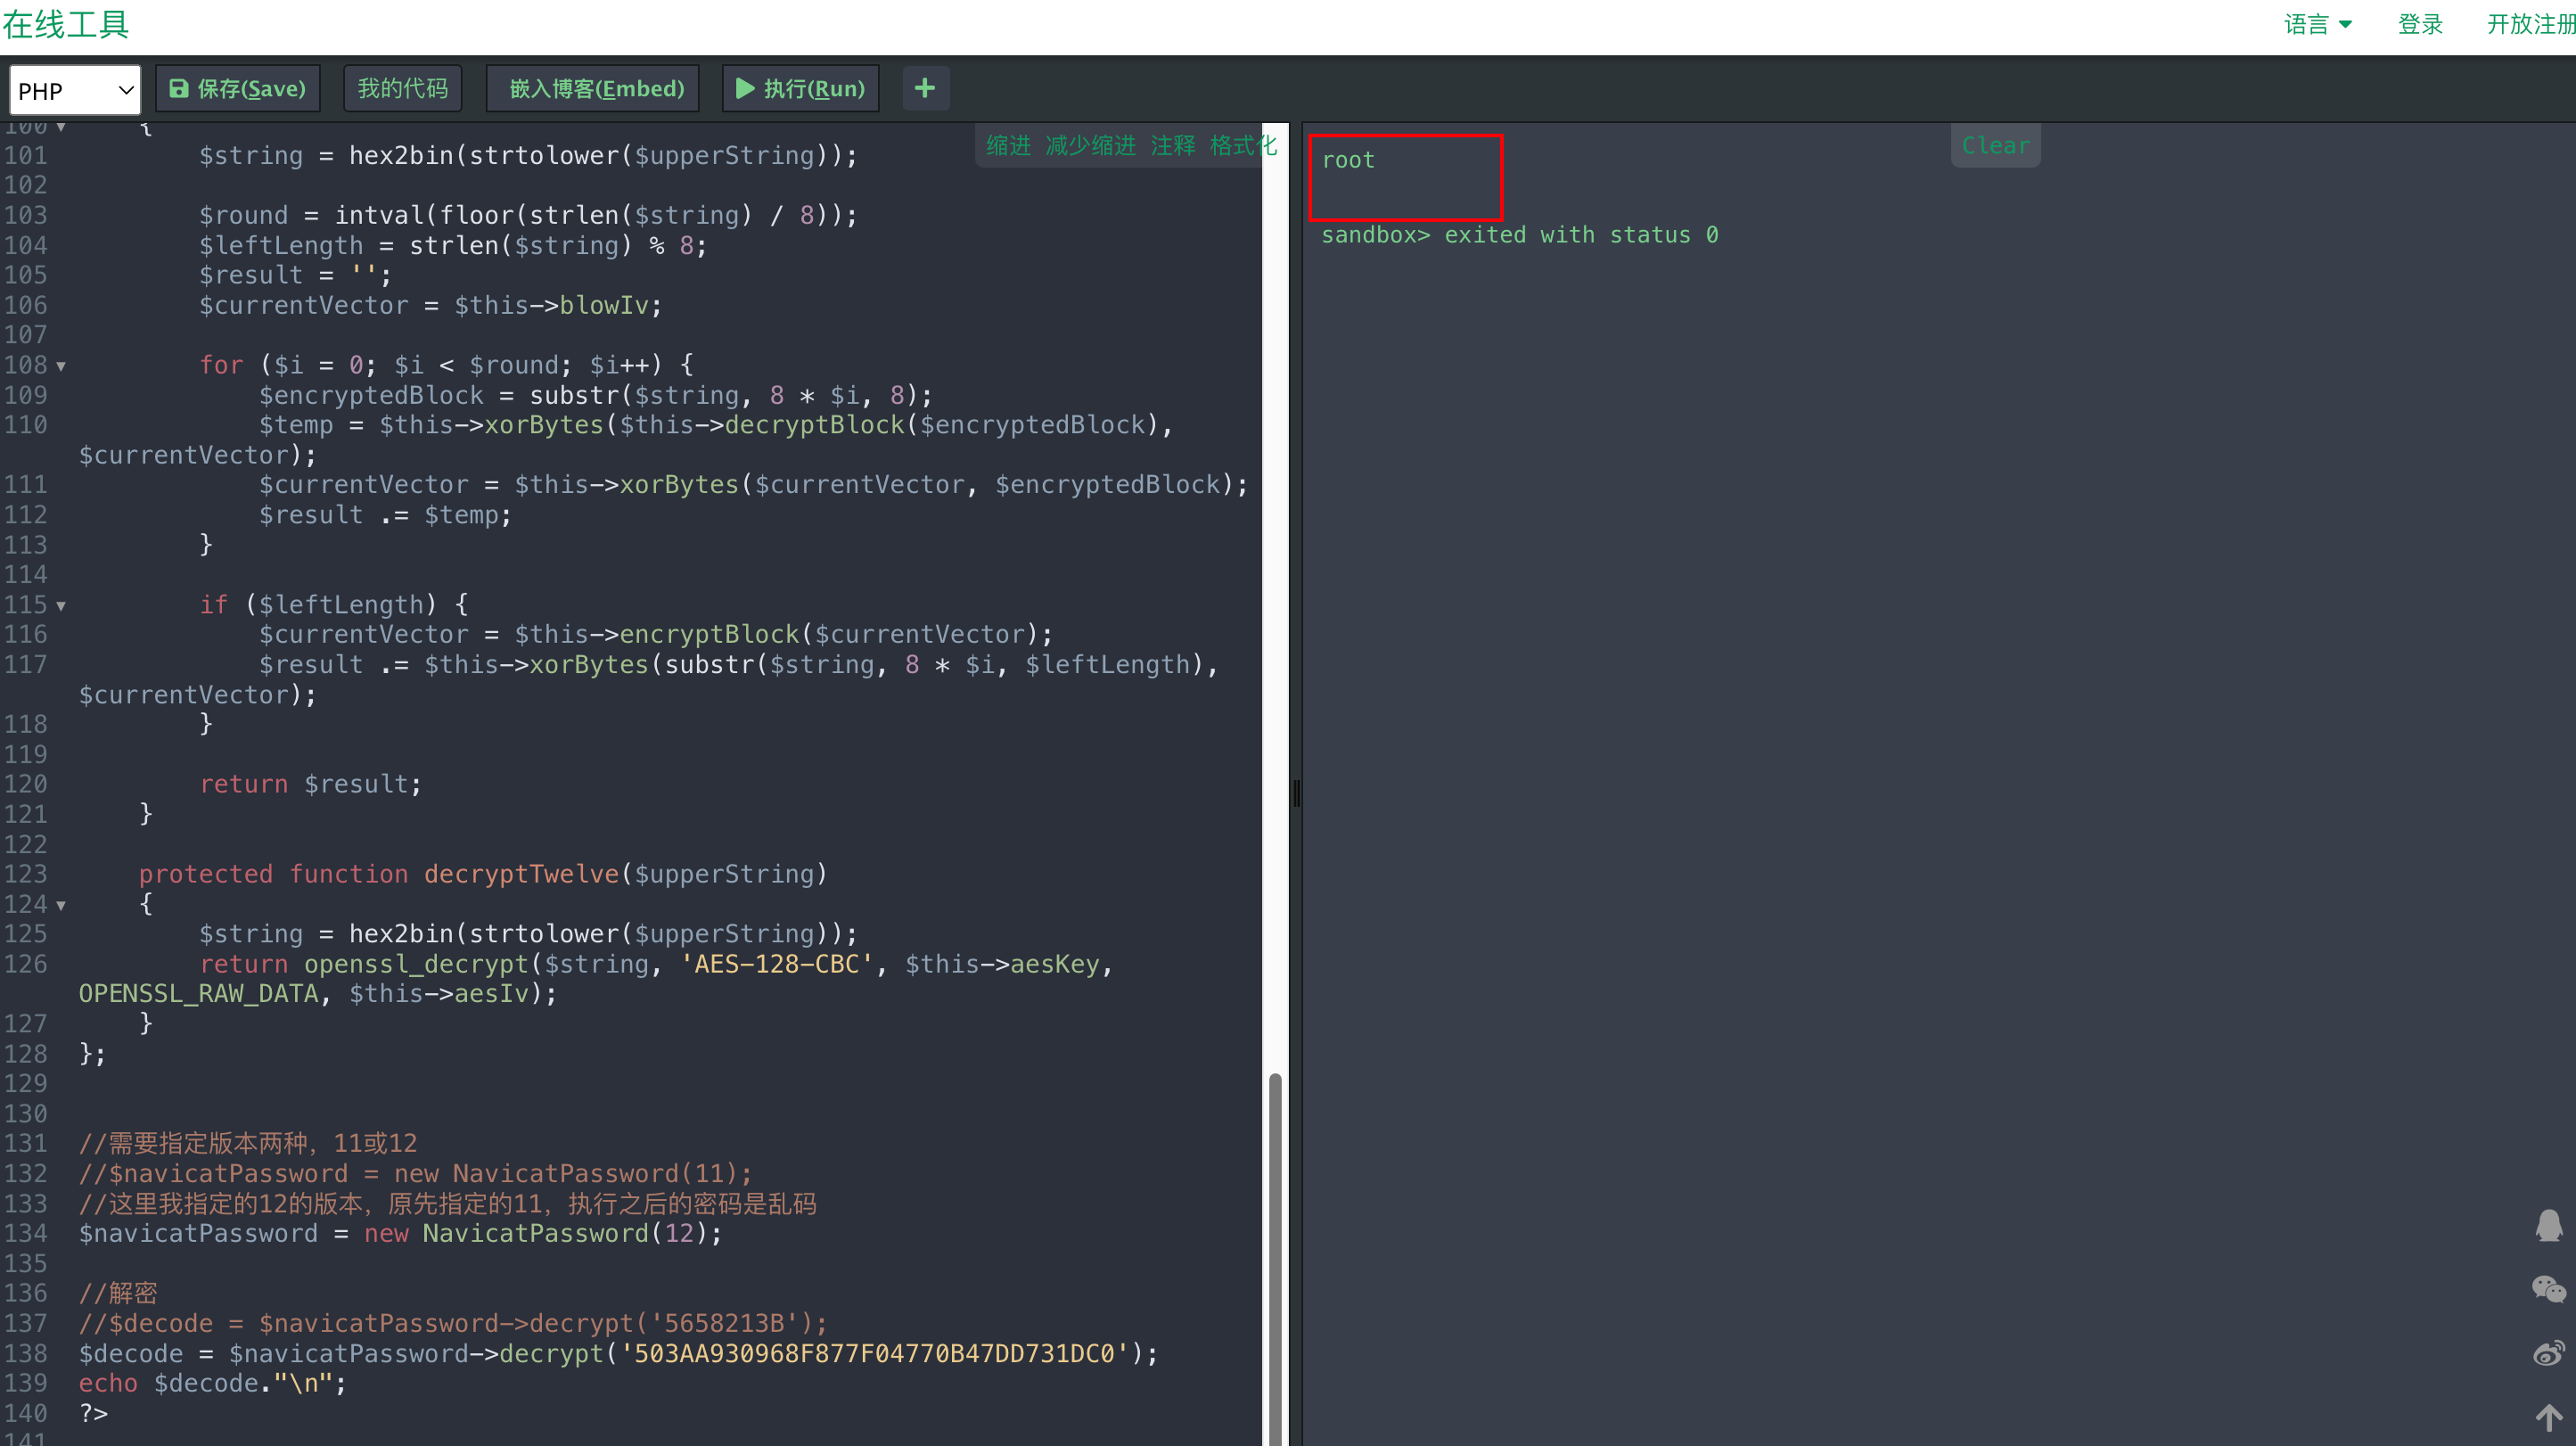 在线工具
语言 登录 开放注册
PHP 保存(Save) 我的代码 嵌入博客(Embed) 执行(Run) +
缩进 减少缩进 注释 格式化
Clear
100 {
101 $string = hex2bin(strtolower($upperString));
102
103 $round = intval(floor(strlen($string) / 8));
104 $leftLength = strlen($string) % 8;
105 $result = '';
106 $currentVector = $this->blowIv;
107
108 for ($i = 0; $i < $round; $i++) {
109 $encryptedBlock = substr($string, 8 * $i, 8);
110 $temp = $this->xorBytes($this->decryptBlock($encryptedBlock),
$currentVector);
111 $currentVector = $this->xorBytes($currentVector, $encryptedBlock);
112 $result .= $temp;
113 }
114
115 if ($leftLength) {
116 $currentVector = $this->encryptBlock($currentVector);
117 $result .= $this->xorBytes(substr($string, 8 * $i, $leftLength),
$currentVector);
118 }
119
120 return $result;
121 }
122
123 protected function decryptTwelve($upperString)
124 {
125 $string = hex2bin(strtolower($upperString));
126 return openssl_decrypt($string, 'AES-128-CBC', $this->aesKey,
OPENSSL_RAW_DATA, $this->aesIv);
127 }
128 };
129
130
131 //需要指定版本两种，11或12
132 //$navicatPassword = new NavicatPassword(11);
133 //这里我指定的12的版本，原先指定的11，执行之后的密码是乱码
134 $navicatPassword = new NavicatPassword(12);
135
136 //解密
137 //$decode = $navicatPassword->decrypt('5658213B');
138 $decode = $navicatPassword->decrypt('503AA930968F877F04770B47DD731DC0');
139 echo $decode."\n";
140 ?>
141
root
sandbox> exited with status 0